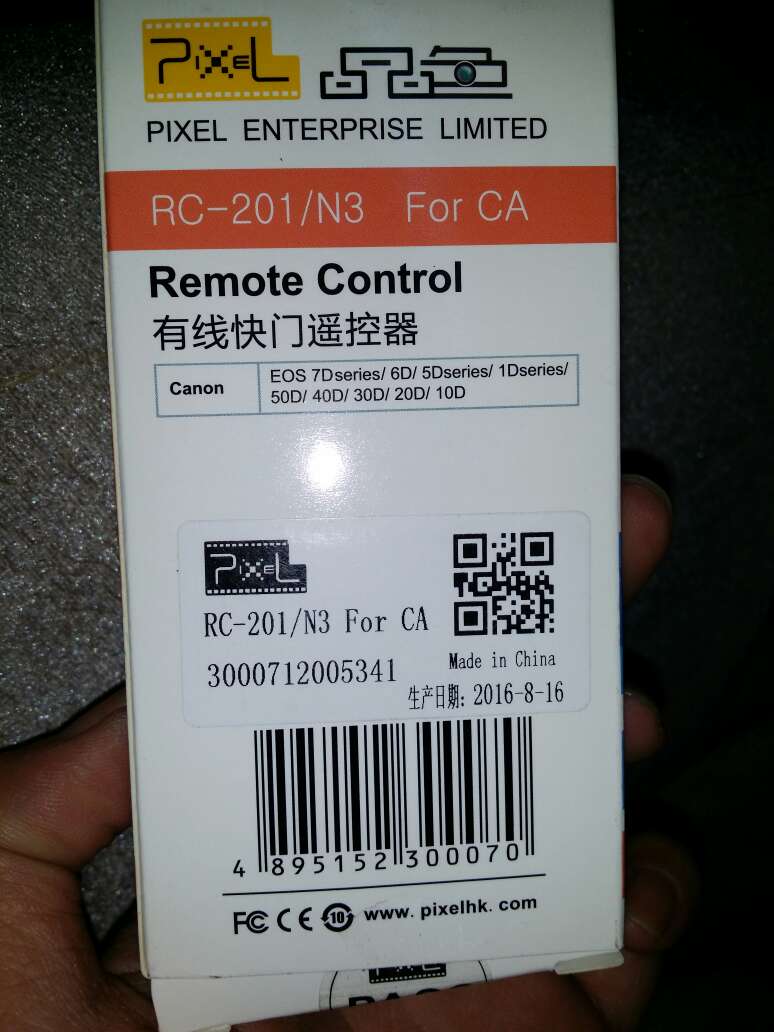 PIXEL
PIXEL ENTERPRISE LIMITED
RC-201/N3 For CA
Remote Control
有线快门遥控器
Canon
EOS 7Dseries/ 6D/ 5Dseries/ 1Dseries/
50D/ 40D/ 30D/ 20D/ 10D
PIXEL
RC-201/N3 For CA
3000712005341
Made in China
生产日期: 2016-8-16
4 895152 300070
FC CE 10 www.pixelhk.com
PIXEL